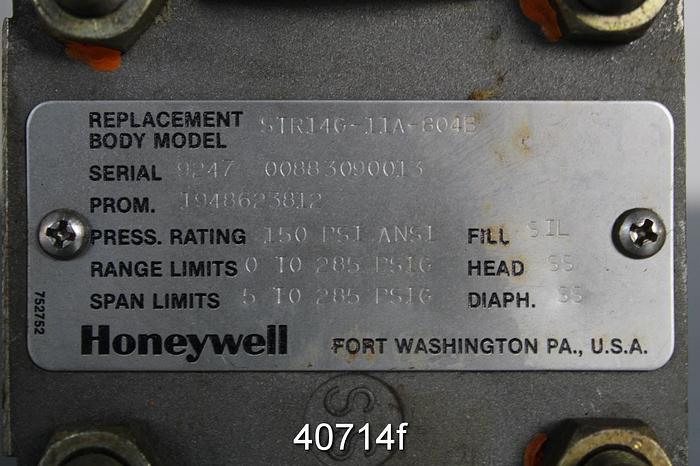 REPLACEMENT
BODY MODEL STR14G-11A-804E
SERIAL 9247 00883090013
PROM. 1948623812
PRESS. RATING 150 PSI ANSI FILL SIL
RANGE LIMITS 0 TO 285 PSIG HEAD SS
SPAN LIMITS 5 TO 285 PSIG DIAPH. SS
752752
Honeywell FORT WASHINGTON PA., U.S.A.
40714f